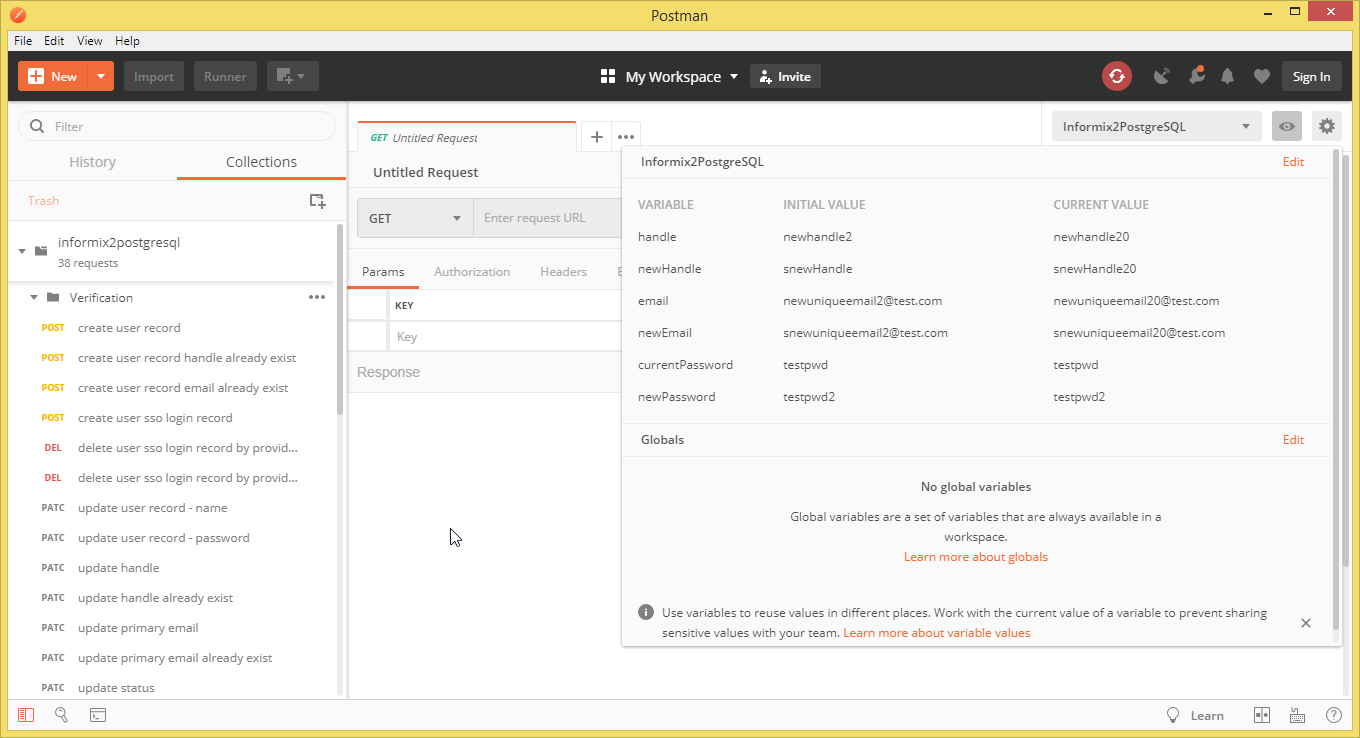 Postman
File Edit View Help
New Import Runner My Workspace Invite Sign In
Filter
History Collections
Trash
informix2postgresql
38 requests
Verification
POST create user record
POST create user record handle already exist
POST create user record email already exist
POST create user sso login record
DEL delete user sso login record by provid...
DEL delete user sso login record by provid...
PATC update user record - name
PATC update user record - password
PATC update handle
PATC update handle already exist
PATC update primary email
PATC update primary email already exist
PATC update status
GET Untitled Request
Untitled Request
GET Enter request URL
Params Authorization Headers
KEY
Key
Response
Informix2PostgreSQL
Informix2PostgreSQL Edit
VARIABLE INITIAL VALUE CURRENT VALUE
handle newhandle2 newhandle20
newHandle snewHandle snewHandle20
email newuniqueemail2@test.com newuniqueemail20@test.com
newEmail snewuniqueemail2@test.com snewuniqueemail20@test.com
currentPassword testpwd testpwd
newPassword testpwd2 testpwd2
Globals Edit
No global variables
Global variables are a set of variables that are always available in a
workspace.
Learn more about globals
Use variables to reuse values in different places. Work with the current value of a variable to prevent sharing
sensitive values with your team. Learn more about variable values
Learn